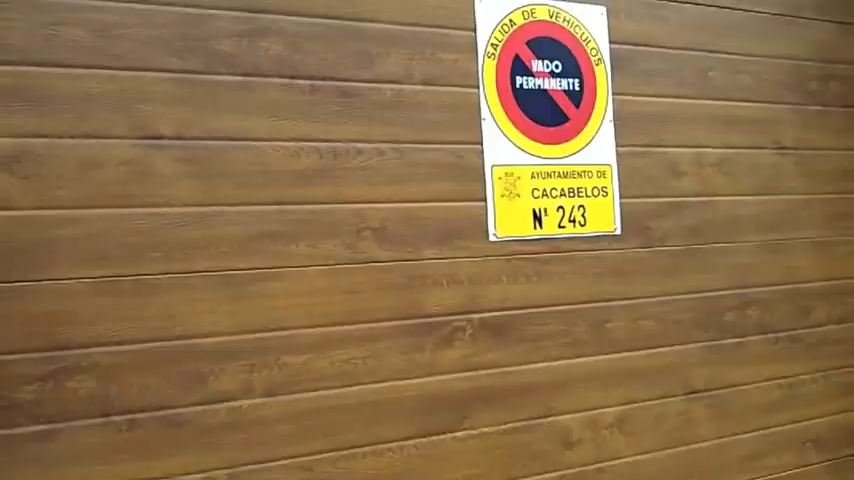 SALIDA DE VEHICULOS
VADO
PERMANENTE
AYUNTAMIENTO DE
CACABELOS
Nº 243